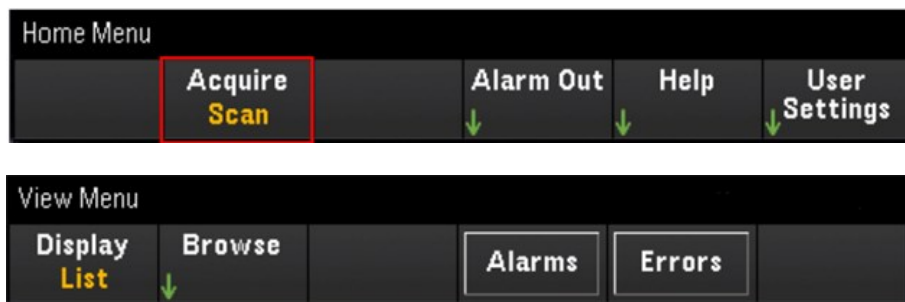 Home Menu
Acquire Alarm Out Help User
Scan Settings
View Menu
Display Browse Alarms Errors
List